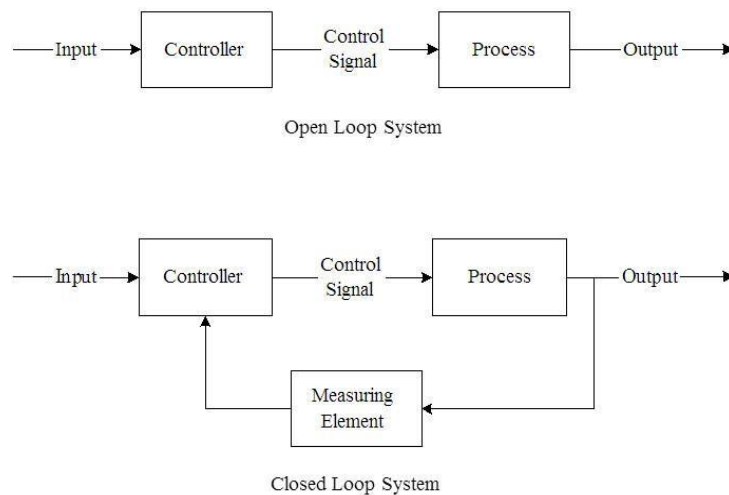 Input
Controller
Control
Signal
Process
Output
Open Loop System
Input
Controller
Control
Signal
Process
Output
Measuring
Element
Closed Loop System